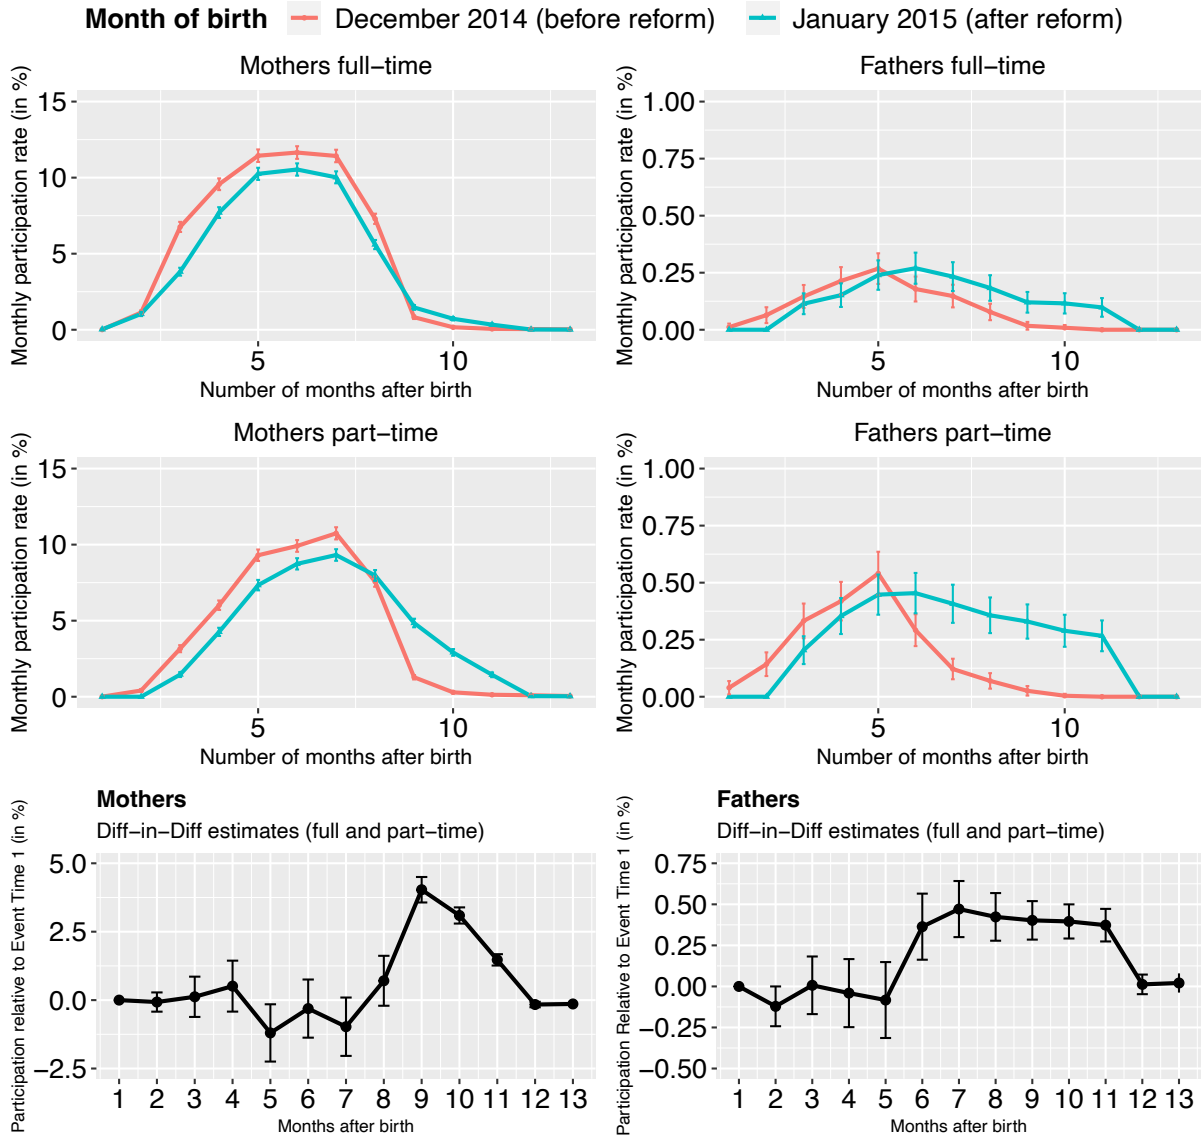 Month of birth December 2014 (before reform) January 2015 (after reform)
Mothers full−time
Monthly participation rate (in %)
15
10
5
0
5 10
Number of months after birth
Fathers full−time
Monthly participation rate (in %)
1.00
0.75
0.50
0.25
0.00
5 10
Number of months after birth
Mothers part−time
Monthly participation rate (in %)
15
10
5
0
5 10
Number of months after birth
Fathers part−time
Monthly participation rate (in %)
1.00
0.75
0.50
0.25
0.00
5 10
Number of months after birth
Mothers
Diff−in−Diff estimates (full and part−time)
Participation relative to Event Time 1 (in %)
5.0
2.5
0.0
−2.5
1 2 3 4 5 6 7 8 9 10 11 12 13
Months after birth
Fathers
Diff−in−Diff estimates (full and part−time)
Participation Relative to Event Time 1 (in %)
0.75
0.50
0.25
0.00
−0.25
−0.50
1 2 3 4 5 6 7 8 9 10 11 12 13
Months after birth